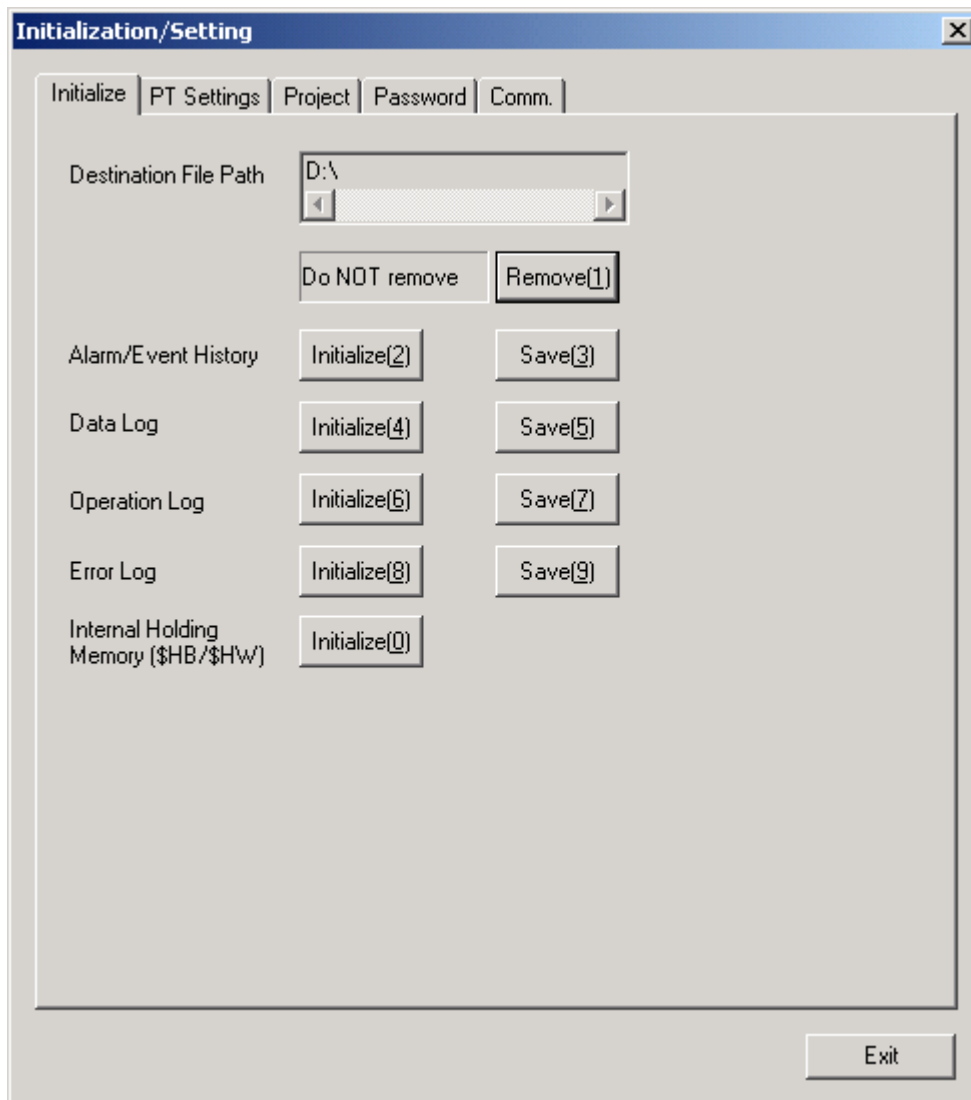 Initialization/Setting
Initialize PT Settings Project Password Comm.
Destination File Path D:\
Do NOT remove Remove(1)
Alarm/Event History Initialize(2) Save(3)
Data Log Initialize(4) Save(5)
Operation Log Initialize(6) Save(7)
Error Log Initialize(8) Save(9)
Internal Holding
Memory ($HB/$HW) Initialize(0)
Exit